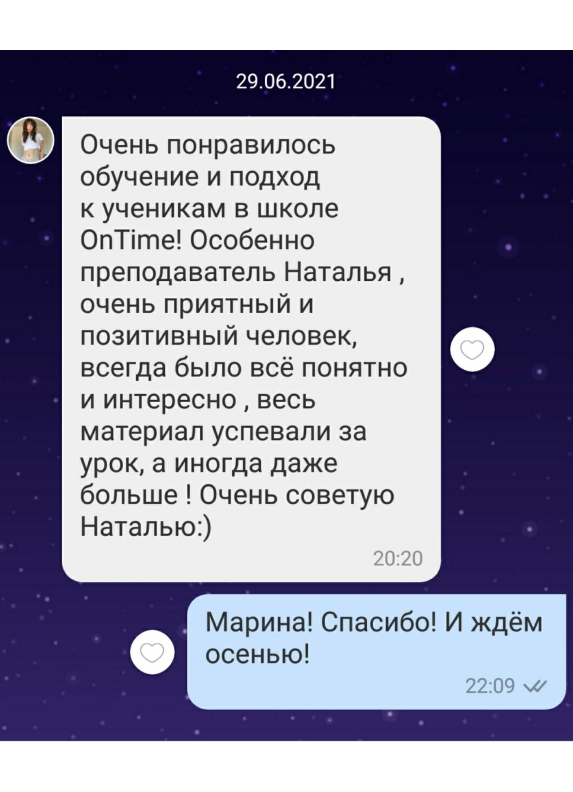 29.06.2021
Очень понравилось
обучение и подход
к ученикам в школе
OnTime! Особенно
преподаватель Наталья ,
очень приятный и
позитивный человек,
всегда было всё понятно
и интересно , весь
материал успевали за
урок, а иногда даже
больше ! Очень советую
Наталью:)
20:20
Марина! Спасибо! И ждём
осенью!
22:09